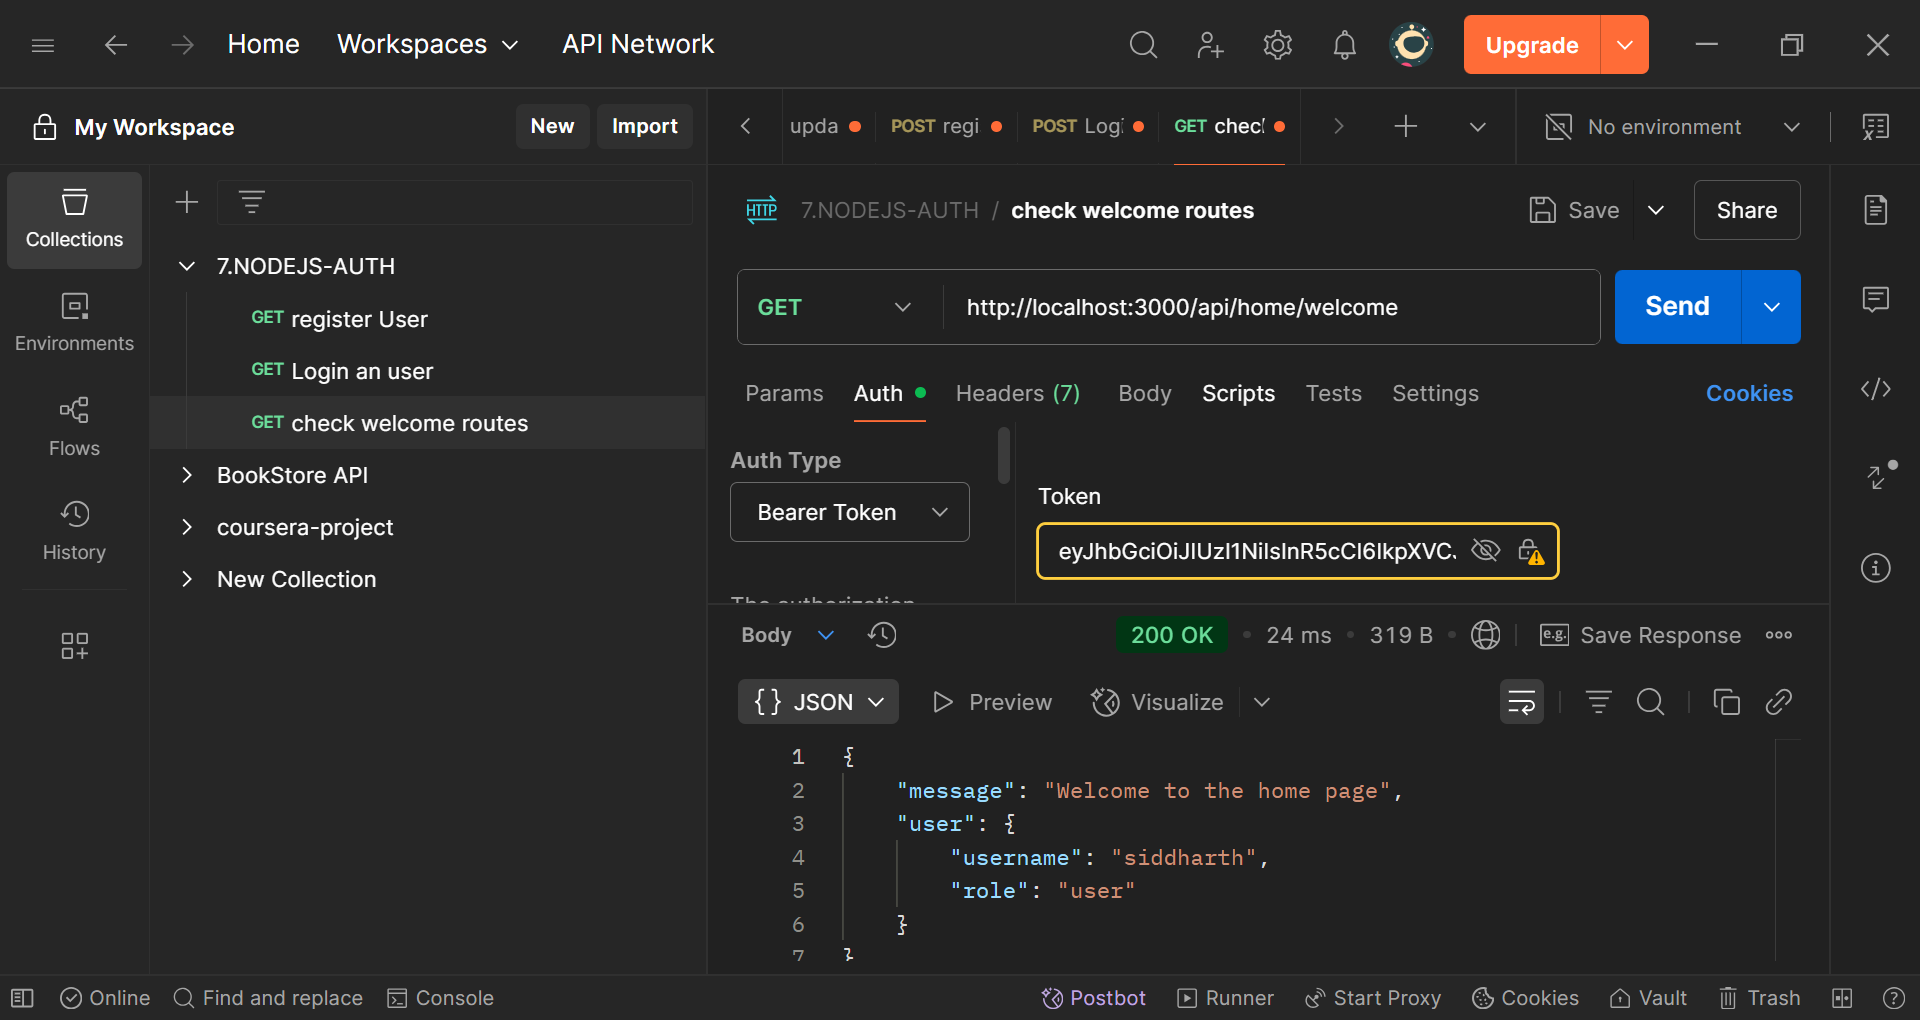 Home Workspaces API Network Upgrade
My Workspace New Import
upda POST regi POST Logi GET check No environment
Collections
Environments
Flows
History
7.NODEJS-AUTH
GET register User
GET Login an user
GET check welcome routes
BookStore API
coursera-project
New Collection
HTTP 7.NODEJS-AUTH / check welcome routes Save Share
GET http://localhost:3000/api/home/welcome Send
Params Auth Headers (7) Body Scripts Tests Settings Cookies
Auth Type
Bearer Token
The authorization
Token
Body 200 OK 24 ms 319 B e.g. Save Response
{} JSON Preview Visualize
1 {
2 "message": "Welcome to the home page",
3 "user": {
4 "username": "siddharth",
5 "role": "user"
6 }
7 }
Online Find and replace Console Postbot Runner Start Proxy Cookies Vault Trash